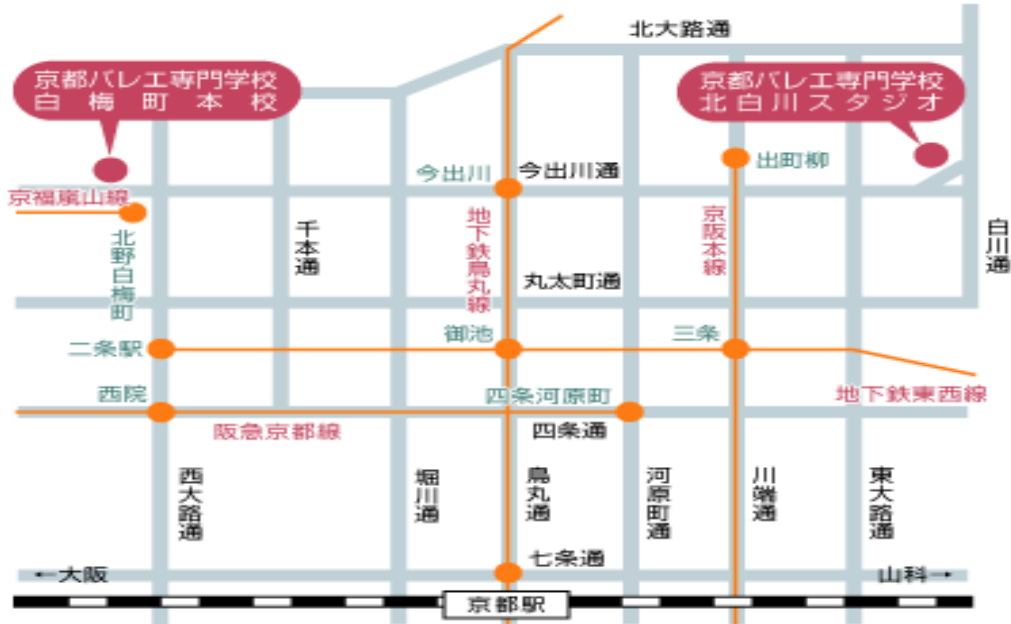 北大路通
京都バレエ専門学校
白梅町本校
京都バレエ専門学校
北白川スタジオ
今出川
今出川通
出町柳
京福嵐山線
北野白梅町
千本通
地下鉄烏丸線
京阪本線
白川通
丸太町通
二条駅
御池
三条
西院
四条河原町
地下鉄東西線
阪急京都線
四条通
西大路通
堀川通
烏丸通
河原町通
川端通
東大路通
七条通
←大阪
山科→
京都駅